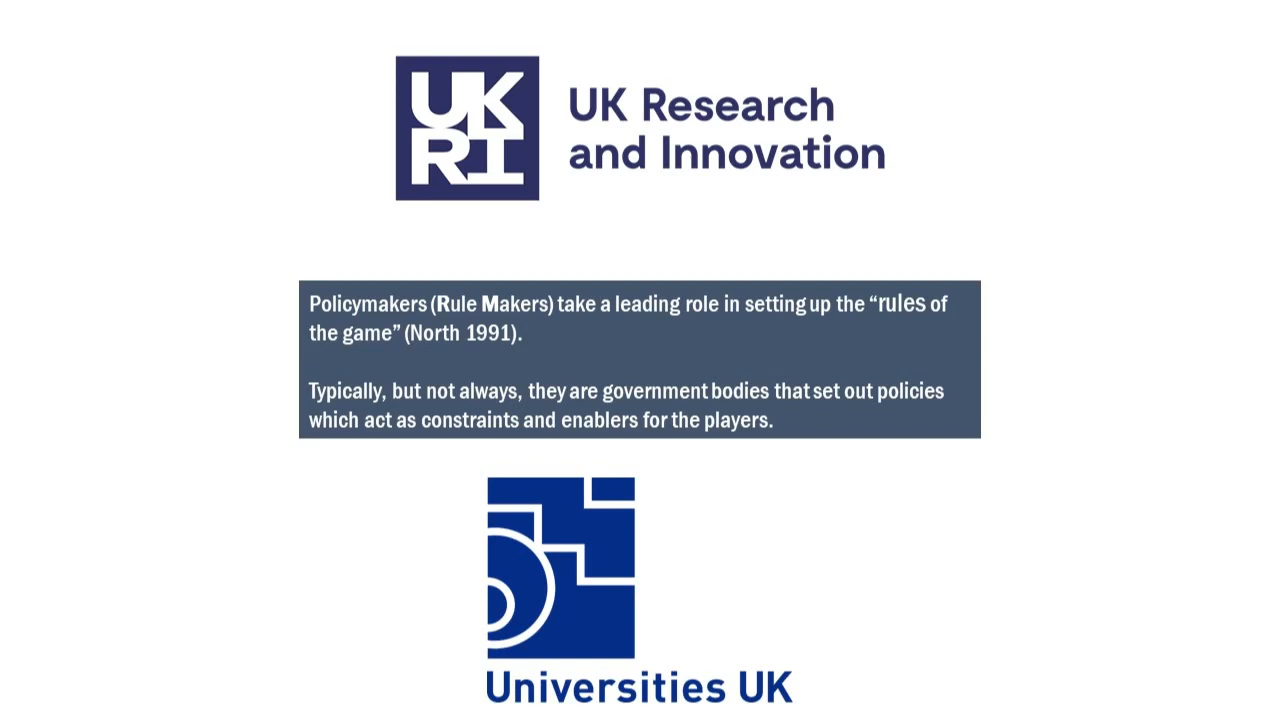 UK
RI
UK Research
and Innovation
Policymakers (Rule Makers) take a leading role in setting up the “rules of
the game” (North 1991).
Typically, but not always, they are government bodies that set out policies
which act as constraints and enablers for the players.
Universities UK